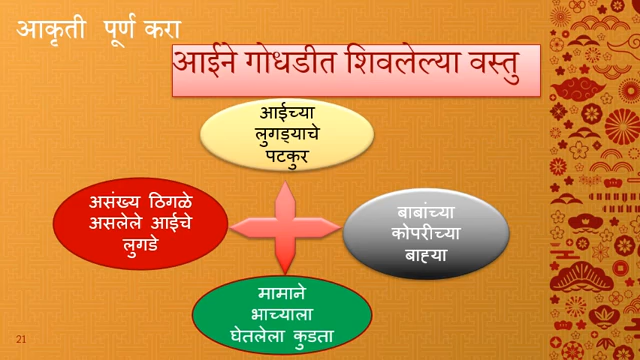 आकृती पूर्ण करा
आईने गोधडीत शिवलेल्या वस्तु
आईच्या
लुगड्याचे
पटकुर
असंख्य ठिगळे
असलेले आईचे
लुगडे
बाबांच्या
कोपरीच्या
बाह्या
मामाने
भाच्याला
घेतलेला कुडता
21